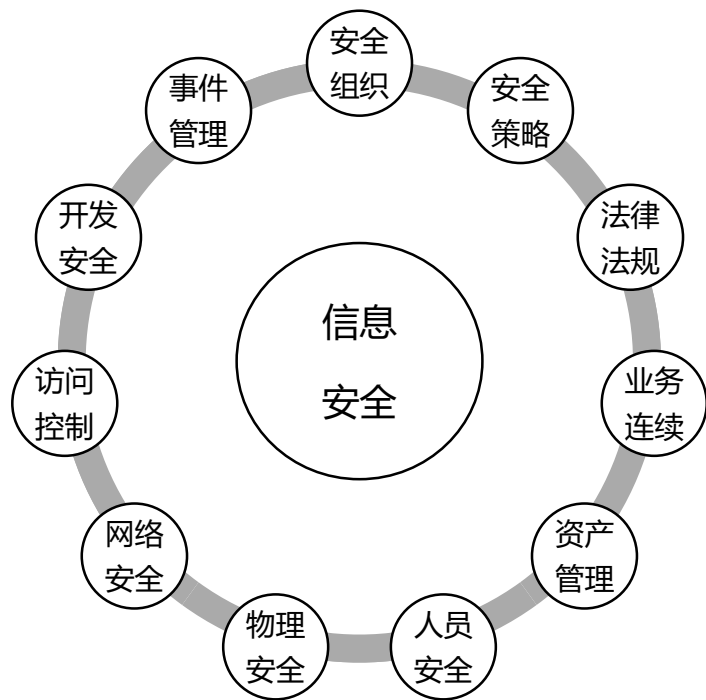 安全
组织
安全
策略
法律
法规
业务
连续
资产
管理
人员
安全
物理
安全
网络
安全
访问
控制
开发
安全
事件
管理
信息
安全